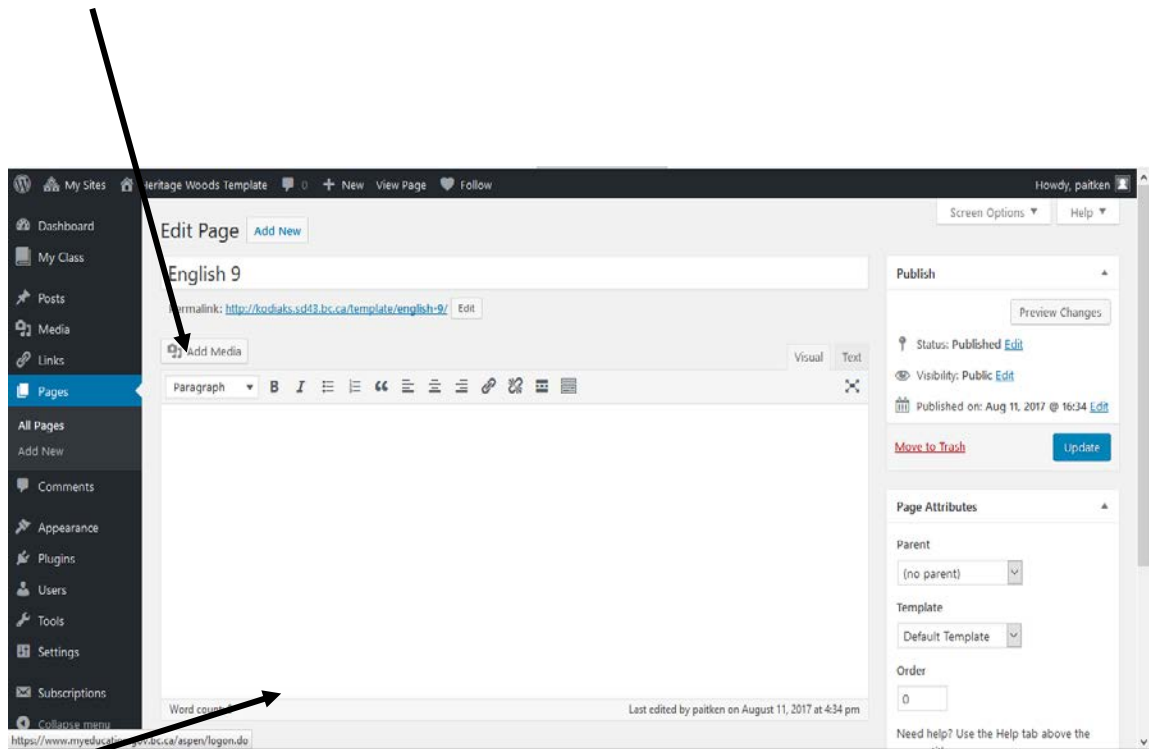 My Sites Heritage Woods Template 0 + New View Page Follow Howdy, paitken
Screen Options ▼ Help ▼
Dashboard
My Class
Posts
Media
Links
Pages
All Pages
Add New
Comments
Appearance
Plugins
Users
Tools
Settings
Subscriptions
Collapse menu
Edit Page Add New
English 9
Permalink: http://kodiaks.sd43.bc.ca/template/english-9/ Edit
Add Media
Visual Text
Paragraph ▼ B I
Word count:
Last edited by paitken on August 11, 2017 at 4:34 pm
Publish
Preview Changes
Status: Published Edit
Visibility: Public Edit
Published on: Aug 11, 2017 @ 16:34 Edit
Move to Trash Update
Page Attributes
Parent
(no parent)
Template
Default Template
Order
0
Need help? Use the Help tab above the
https://www.myeducation.gov.bc.ca/aspen/logon.do